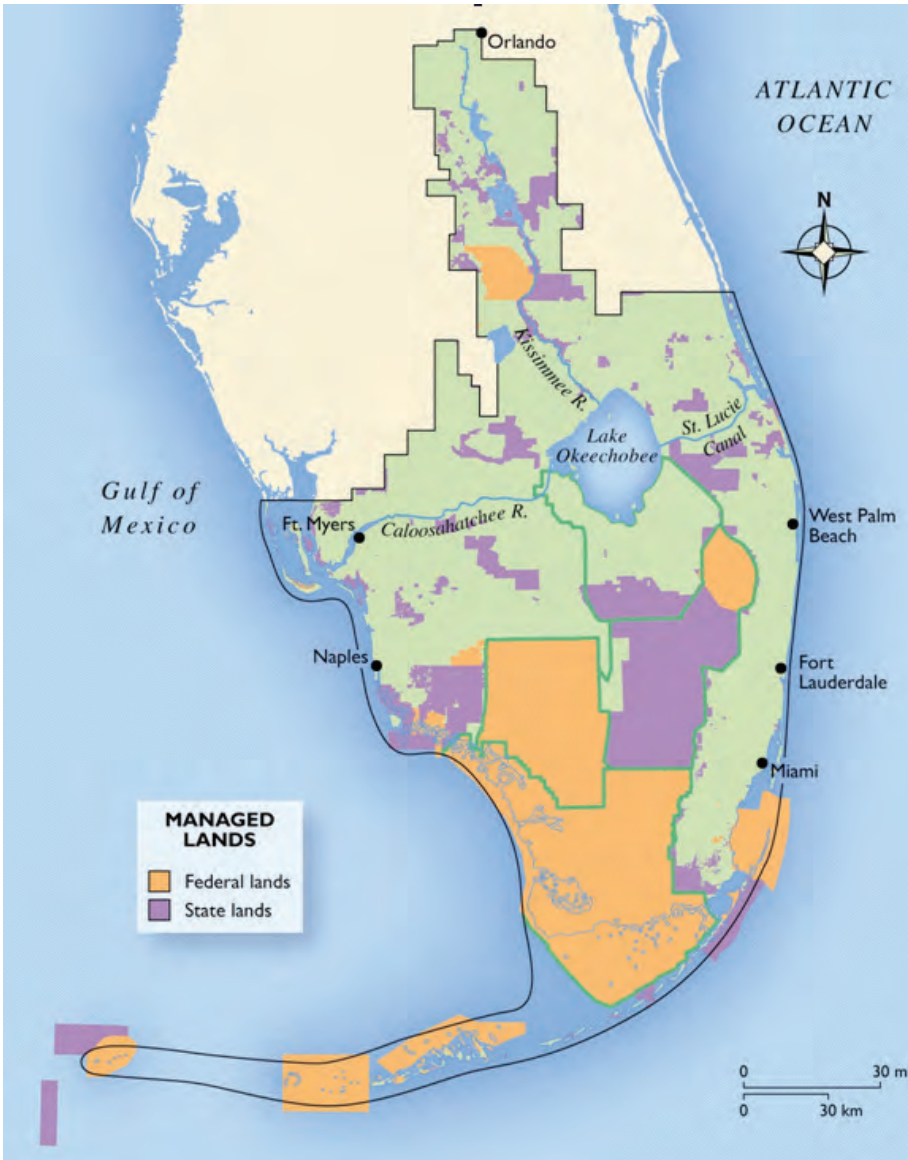 Orlando
ATLANTIC
OCEAN
N
Kissimmee R.
St. Lucie
Canal
Lake
Okeechobee
Gulf of
Mexico
Ft. Myers
Caloosahatchee R.
West Palm
Beach
Naples
Fort
Lauderdale
Miami
MANAGED
LANDS
Federal lands
State lands
0 30 m
0 30 km